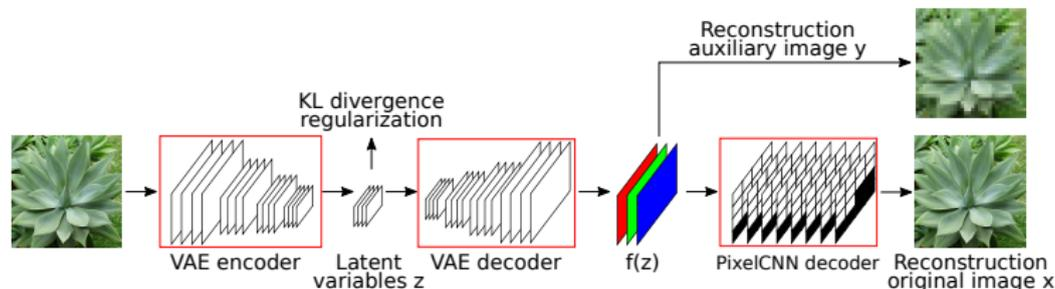 Reconstruction
auxiliary image y
KL divergence
regularization
VAE encoder
Latent
variables z
VAE decoder
f(z)
PixelCNN decoder
Reconstruction
original image x